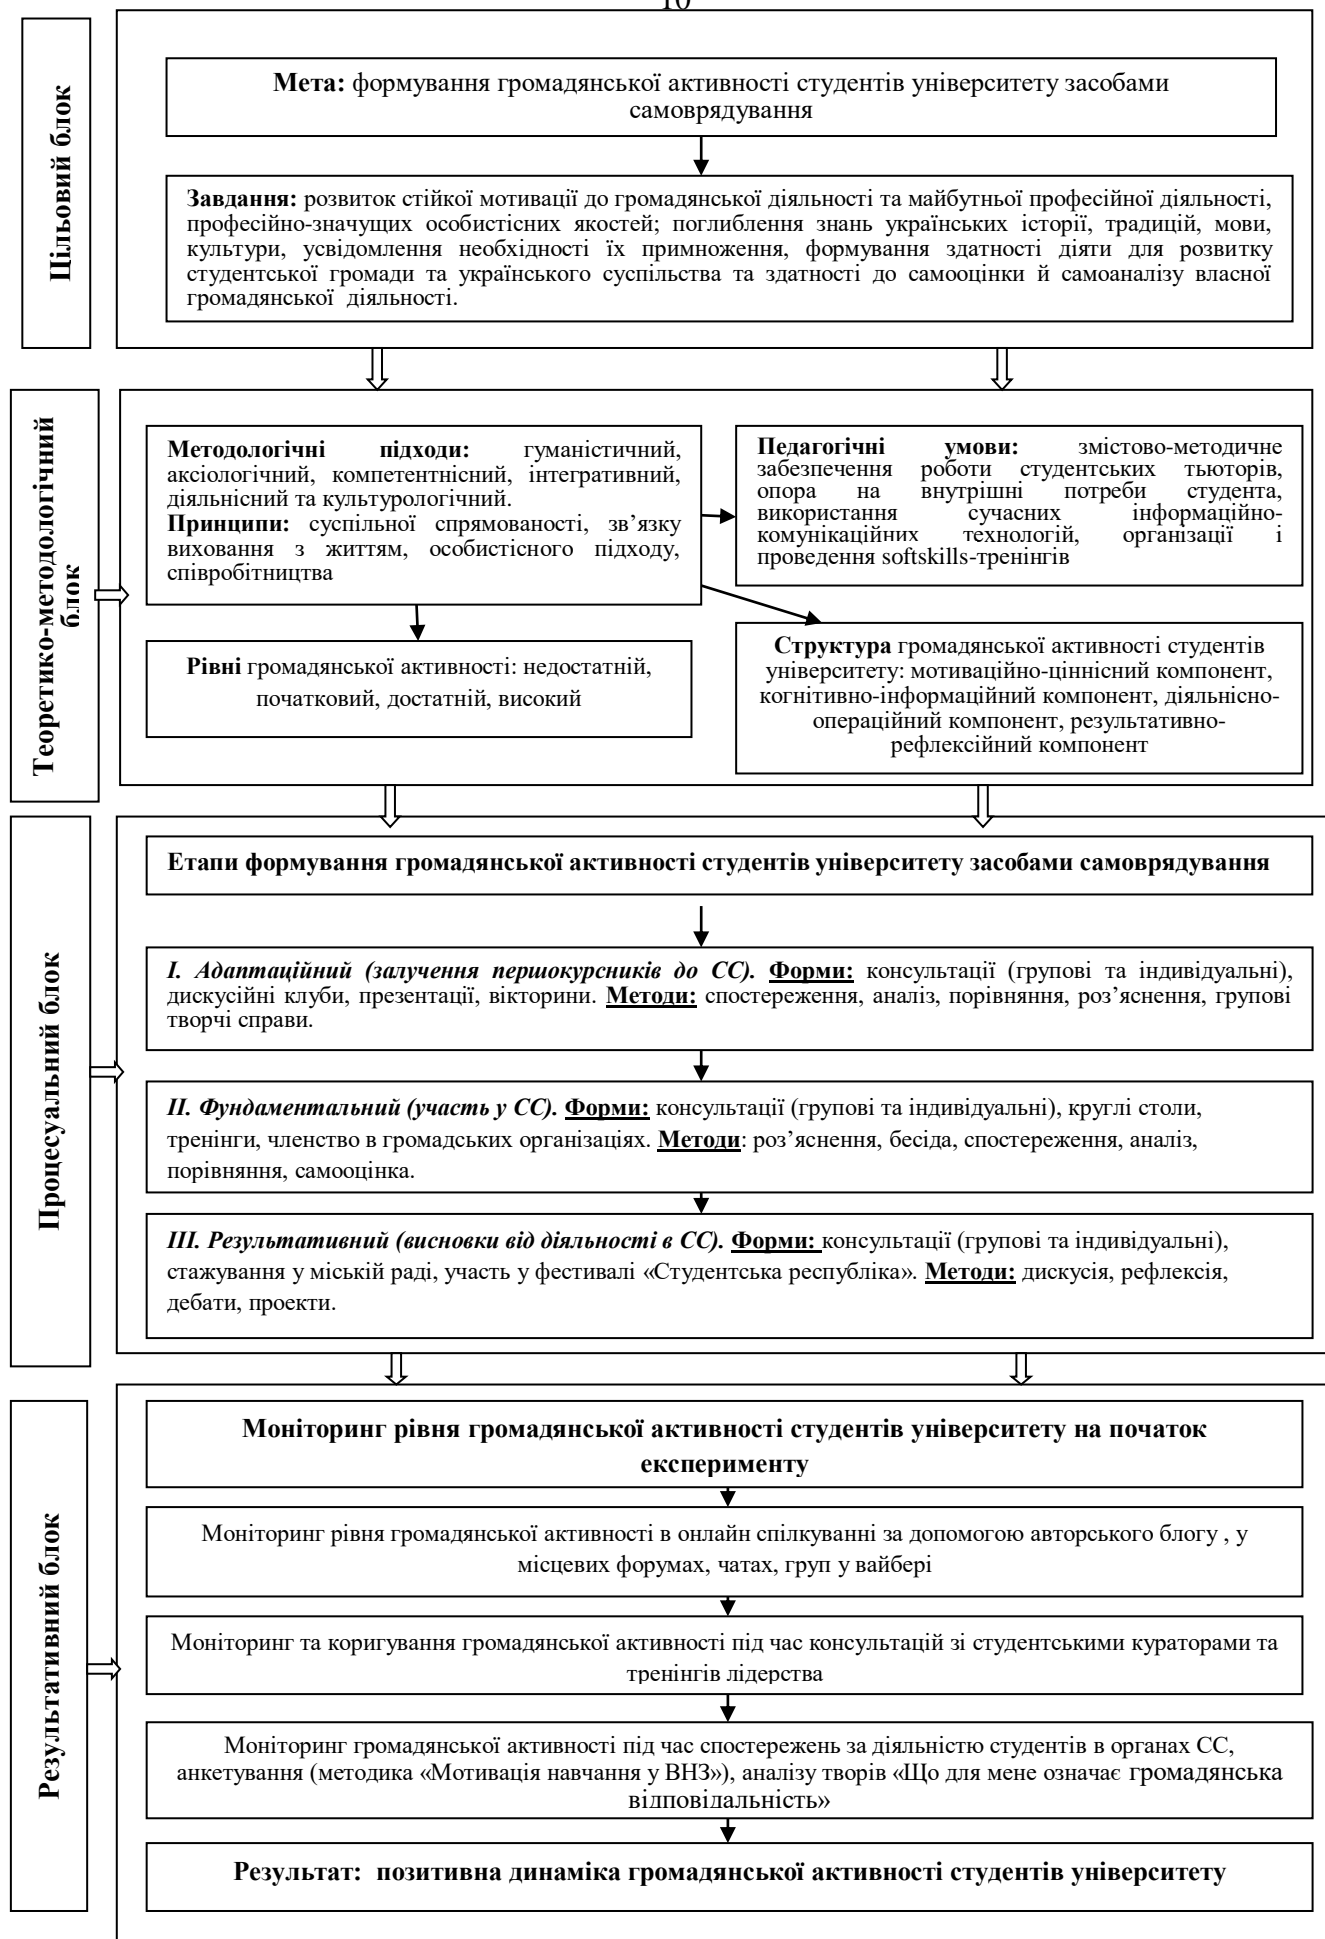 10
Цільовий блок
Мета: формування громадянської активності студентів університету засобами
самоврядування
Завдання: розвиток стійкої мотивації до громадянської діяльності та майбутньої професійної діяльності,
професійно-значущих особистісних якостей; поглиблення знань українських історії, традицій, мови,
культури, усвідомлення необхідності їх примноження, формування здатності діяти для розвитку
студентської громади та українського суспільства та здатності до самооцінки й самоаналізу власної
громадянської діяльності.
Теоретико-методологічний
блок
Методологічні підходи: гуманістичний,
аксіологічний, компетентнісний, інтегративний,
діяльнісний та культурологічний.
Принципи: суспільної спрямованості, зв’язку
виховання з життям, особистісного підходу,
співробітництва
Педагогічні умови: змістово-методичне
забезпечення роботи студентських тьюторів,
опора на внутрішні потреби студента,
використання сучасних інформаційно-
комунікаційних технологій, організації і
проведення softskills-тренінгів
Рівні громадянської активності: недостатній,
початковий, достатній, високий
Структура громадянської активності студентів
університету: мотиваційно-ціннісний компонент,
когнітивно-інформаційний компонент, діяльнісно-
операційний компонент, результативно-
рефлексійний компонент
Процесуальний блок
Етапи формування громадянської активності студентів університету засобами самоврядування
I. Адаптаційний (залучення першокурсників до СС). Форми: консультації (групові та індивідуальні),
дискусійні клуби, презентації, вікторини. Методи: спостереження, аналіз, порівняння, роз’яснення, групові
творчі справи.
II. Фундаментальний (участь у СС). Форми: консультації (групові та індивідуальні), круглі столи,
тренінги, членство в громадських організаціях. Методи: роз’яснення, бесіда, спостереження, аналіз,
порівняння, самооцінка.
III. Результативний (висновки від діяльності в СС). Форми: консультації (групові та індивідуальні),
стажування у міській раді, участь у фестивалі «Студентська республіка». Методи: дискусія, рефлексія,
дебати, проекти.
Результативний блок
Моніторинг рівня громадянської активності студентів університету на початок
експерименту
Моніторинг рівня громадянської активності в онлайн спілкуванні за допомогою авторського блогу , у
місцевих форумах, чатах, груп у вайбері
Моніторинг та коригування громадянської активності під час консультацій зі студентськими кураторами та
тренінгів лідерства
Моніторинг громадянської активності під час спостережень за діяльністю студентів в органах СС,
анкетування (методика «Мотивація навчання у ВНЗ»), аналізу творів «Що для мене означає громадянська
відповідальність»
Результат: позитивна динаміка громадянської активності студентів університету